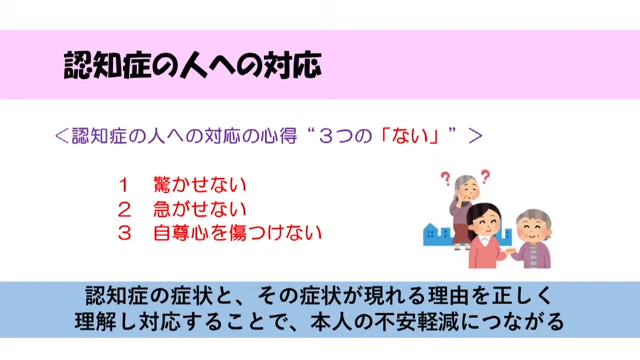 認知症の人への対応
＜認知症の人への対応の心得“３つの「ない」”＞
１　驚かせない
２　急がせない
３　自尊心を傷つけない
? ?
認知症の症状と、その症状が現れる理由を正しく
理解し対応することで、本人の不安軽減につながる